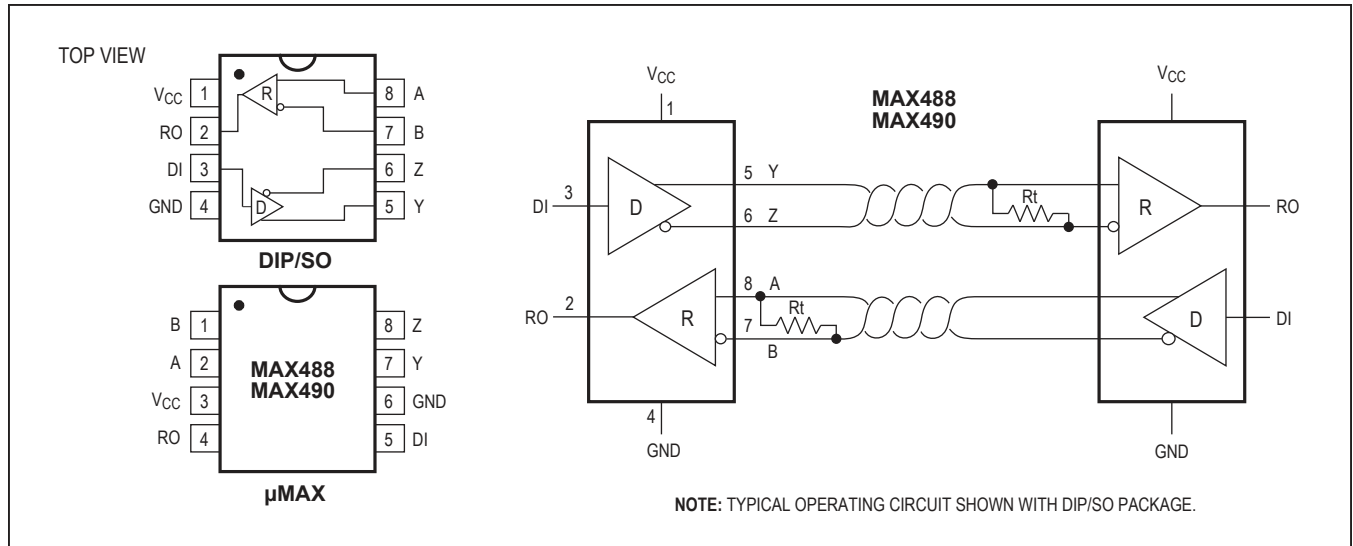 TOP VIEW
VCC 1
RO 2
DI 3
GND 4
R
D
8 A
7 B
6 Z
5 Y
DIP/SO
B 1
A 2
VCC 3
RO 4
MAX488
MAX490
8 Z
7 Y
6 GND
5 DI
µMAX
VCC
1
MAX488
MAX490
VCC
DI 3
D
5 Y
6 Z
Rt
R
RO
RO 2
R
8 A
Rt
7
B
D
DI
4
GND
GND
NOTE: TYPICAL OPERATING CIRCUIT SHOWN WITH DIP/SO PACKAGE.